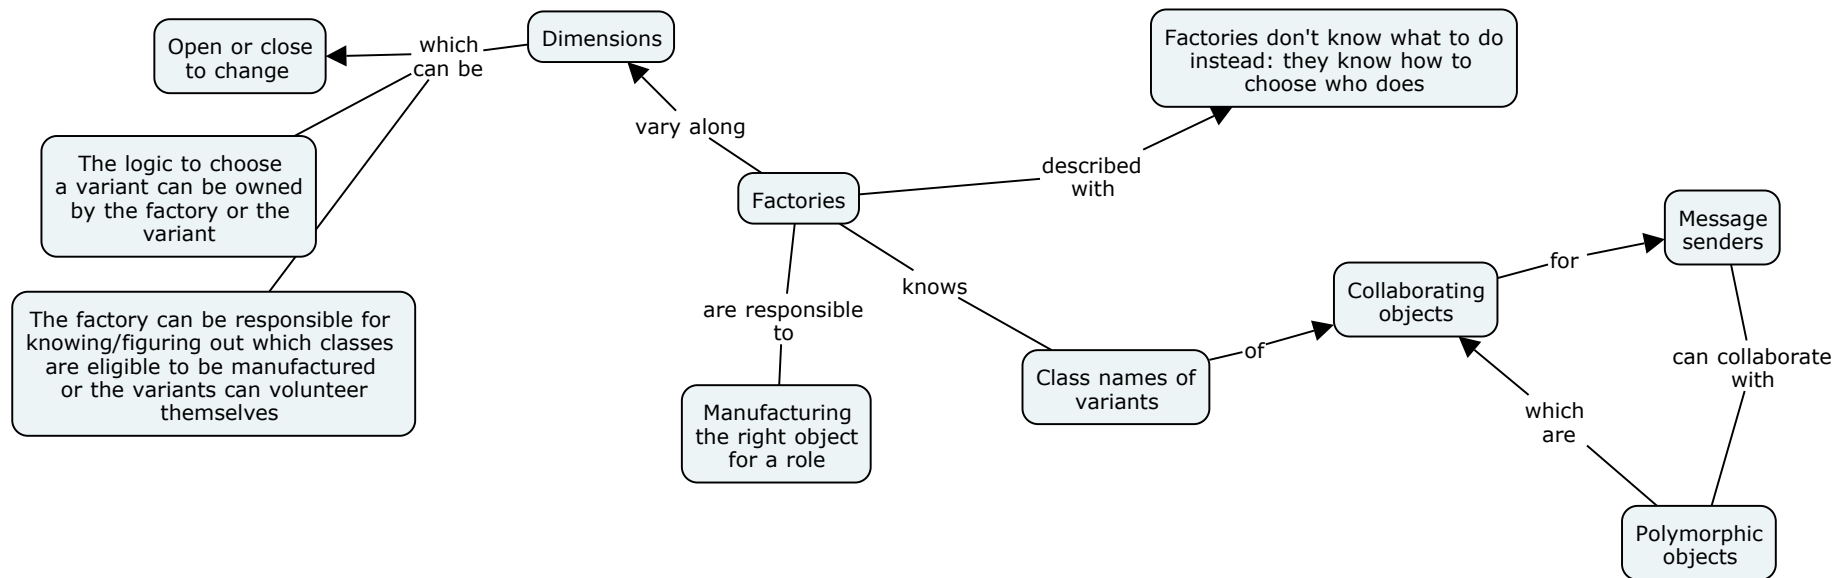 Open or close
to change
which
can be
Dimensions
The logic to choose
a variant can be owned
by the factory or the
variant
The factory can be responsible for
knowing/figuring out which classes
are eligible to be manufactured
or the variants can volunteer
themselves
vary along
Factories
described
with
Factories don't know what to do
instead: they know how to
choose who does
are responsible
to
Manufacturing
the right object
for a role
knows
Class names of
variants
of
Collaborating
objects
for
Message
senders
can collaborate
with
which
are
Polymorphic
objects